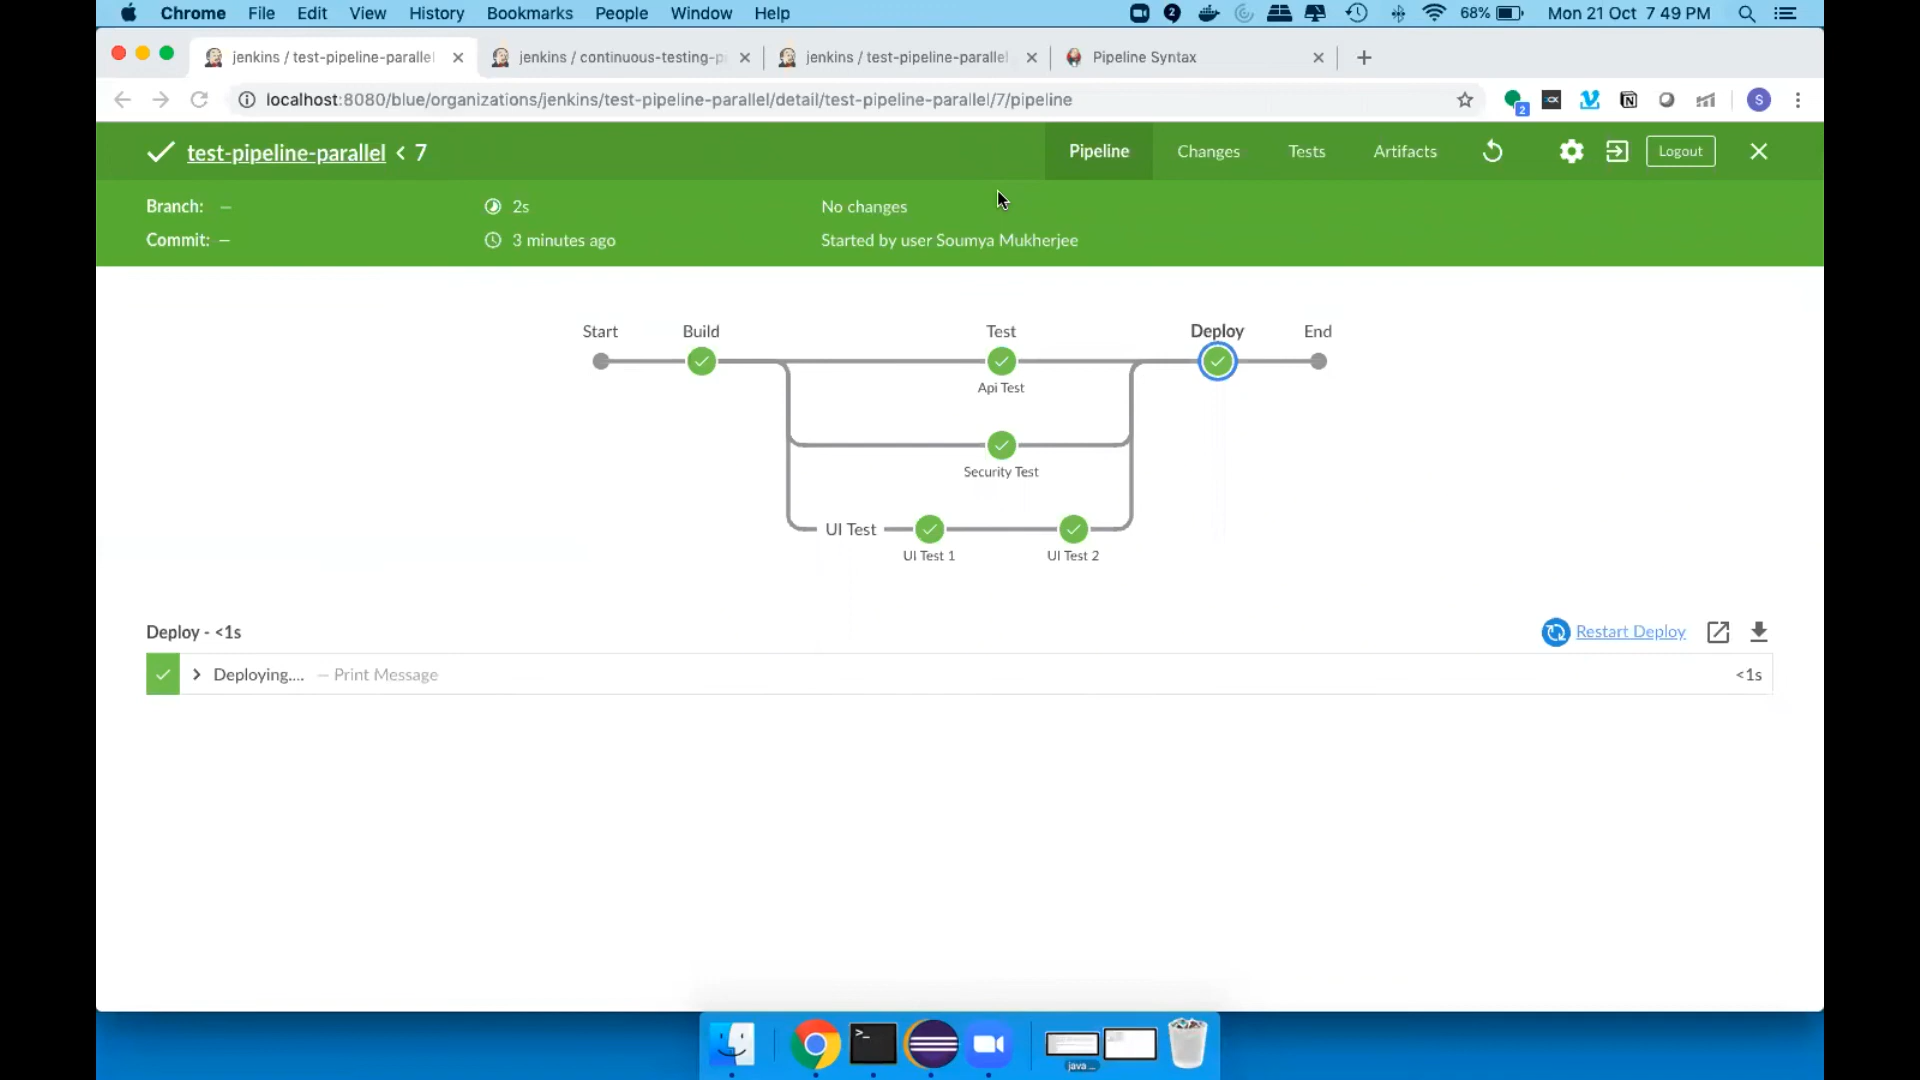 Chrome File Edit View History Bookmarks People Window Help 2 68% Mon 21 Oct 7 49 PM
jenkins / test-pipeline-parallel
jenkins / continuous-testing-p
jenkins / test-pipeline-parallel
Pipeline Syntax
localhost:8080/blue/organizations/jenkins/test-pipeline-parallel/detail/test-pipeline-parallel/7/pipeline
2
S
test-pipeline-parallel < 7
Pipeline Changes Tests Artifacts Logout
Branch: — 2s No changes
Commit: — 3 minutes ago Started by user Soumya Mukherjee
Start Build Test Deploy End
Api Test
Security Test
UI Test
UI Test 1 UI Test 2
Deploy - <1s Restart Deploy
Deploying.... — Print Message <1s
>_
java ...